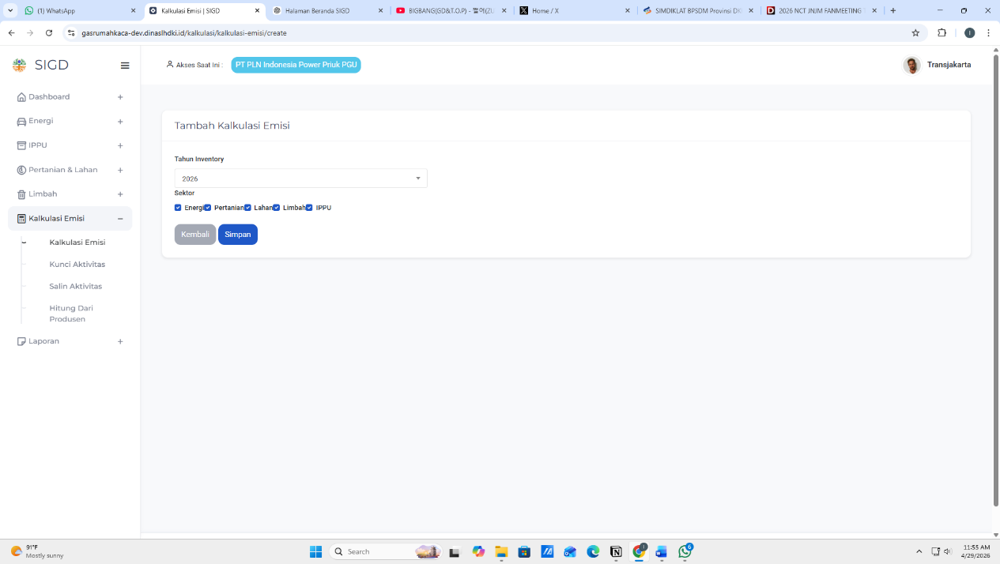 (1) WhatsApp
Kalkulasi Emisi | SIGD
Halaman Beranda SIGD
BIGBANG(GD&T.O.P) –
Home / X
SIMDIKLAT BPSDM Provinsi DK
2026 NCT JNJM FANMEETING
gasrumahkaca-dev.dinaslhdki.id/kalkulasi/kalkulasi-emisi/create
I
SIGD
Akses Saat Ini :
PT PLN Indonesia Power Priuk PGU
Transjakarta
Dashboard +
Energi +
IPPU +
Pertanian & Lahan +
Limbah +
Kalkulasi Emisi −
Kalkulasi Emisi
Kunci Aktivitas
Salin Aktivitas
Hitung Dari
Produsen
Laporan +
Tambah Kalkulasi Emisi
Tahun Inventory
2026
Sektor
Energi Pertanian Lahan Limbah IPPU
Kembali Simpan
91°F
Mostly sunny
Search
6
11:55 AM
4/29/2026